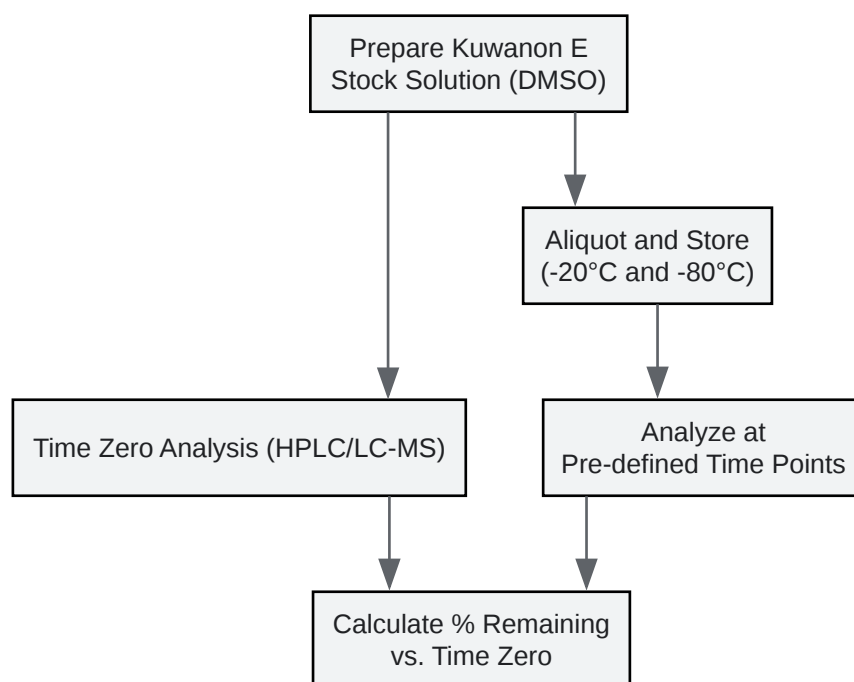 Prepare Kuwanon E
Stock Solution (DMSO)
Aliquot and Store
(-20°C and -80°C)
Time Zero Analysis (HPLC/LC-MS)
Analyze at
Pre-defined Time Points
Calculate % Remaining
vs. Time Zero